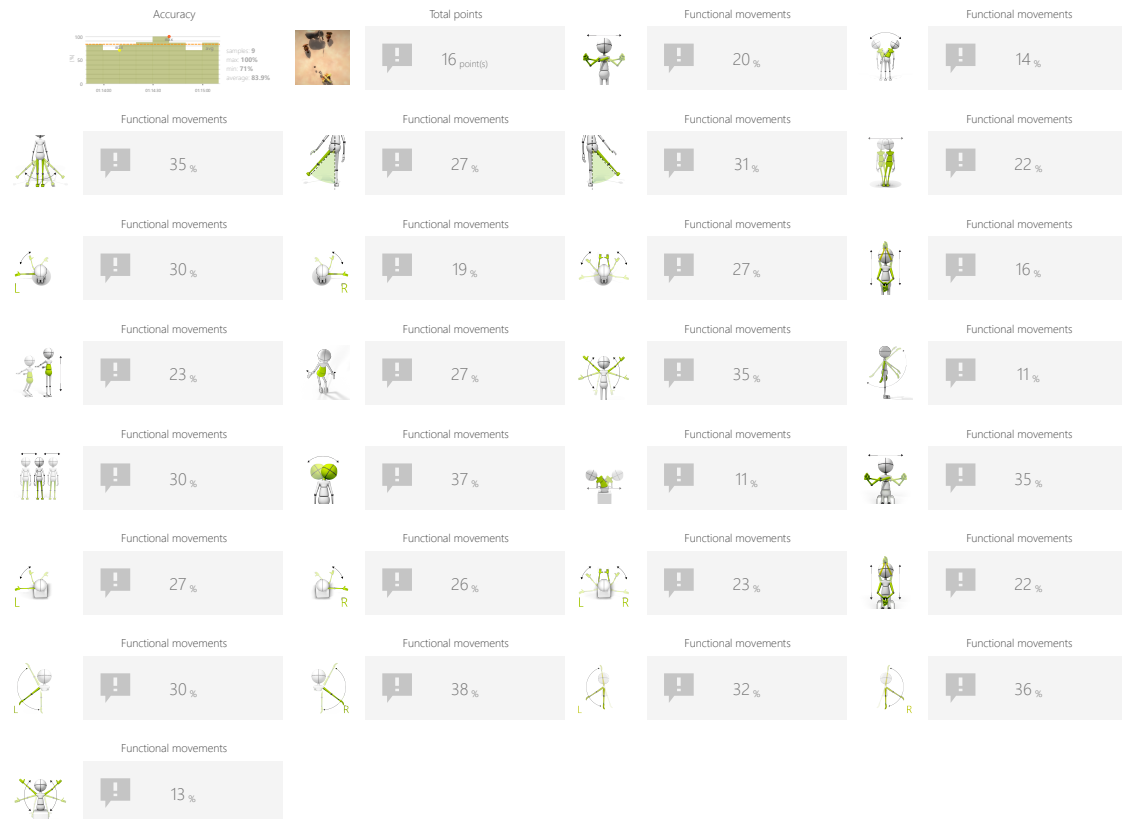 Accuracy
100
(%)
50
0
samples: 9
max: 100%
min: 71%
average: 83.9%
Total points
16 point(s)
Functional movements
20 %
Functional movements
14 %
Functional movements
35 %
Functional movements
27 %
Functional movements
31 %
Functional movements
22 %
Functional movements
L
30 %
Functional movements
R
19 %
Functional movements
27 %
Functional movements
16 %
Functional movements
23 %
Functional movements
27 %
Functional movements
35 %
Functional movements
11 %
Functional movements
30 %
Functional movements
37 %
Functional movements
11 %
Functional movements
35 %
Functional movements
L
27 %
Functional movements
R
26 %
Functional movements
L R
23 %
Functional movements
22 %
Functional movements
L
30 %
Functional movements
R
38 %
Functional movements
L
32 %
Functional movements
R
36 %
Functional movements
13 %